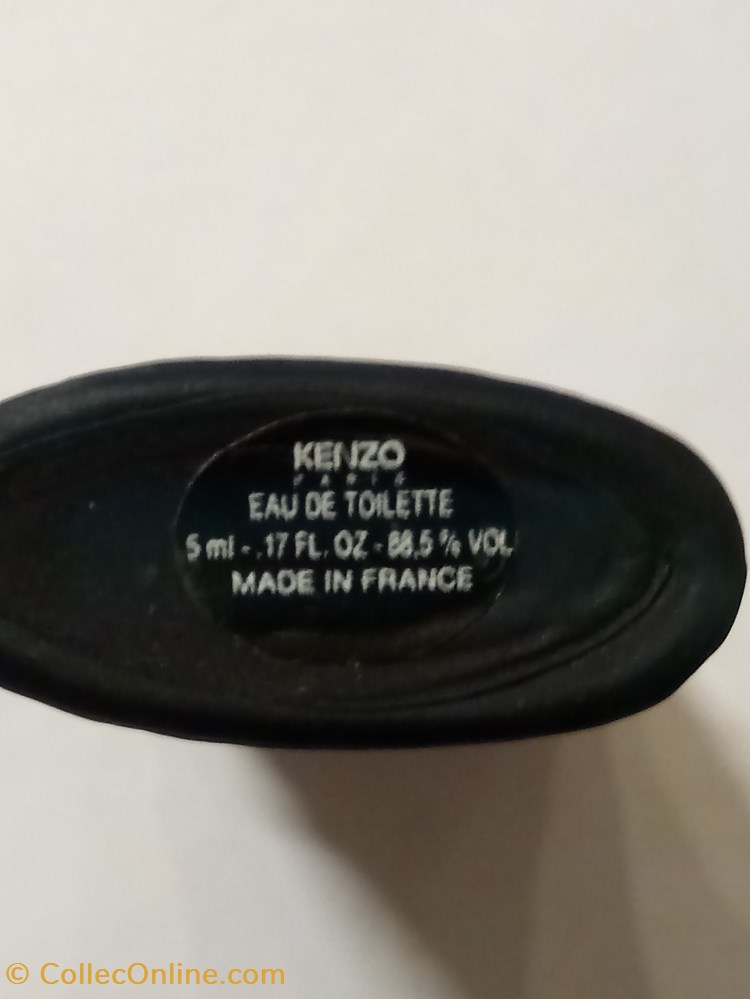 KENZO
PARIS
EAU DE TOILETTE
5 ml - .17 FL. OZ - 88,5 % VOL
MADE IN FRANCE
© CollecOnline.com